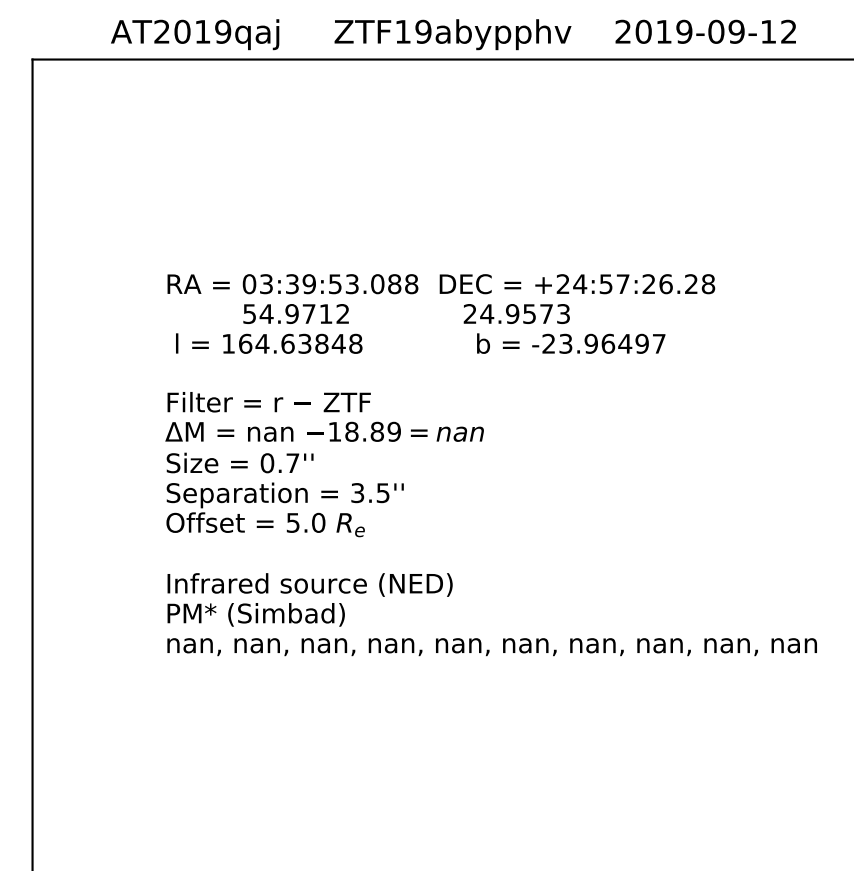 AT2019qaj ZTF19abypphv 2019-09-12
RA = 03:39:53.088 DEC = +24:57:26.28
54.9712 24.9573
l = 164.63848 b = -23.96497
Filter = r − ZTF
ΔM = nan −18.89 = nan
Size = 0.7''
Separation = 3.5''
Offset = 5.0 Re
Infrared source (NED)
PM* (Simbad)
nan, nan, nan, nan, nan, nan, nan, nan, nan, nan